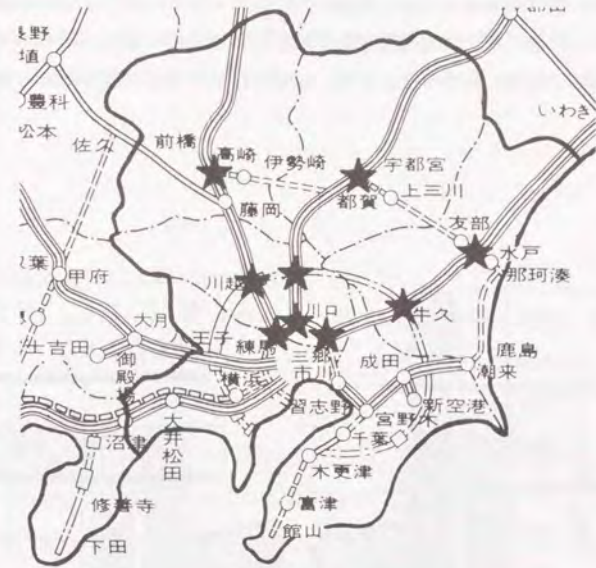 長野
豊科
松本
佐久
いわき
前橋
高崎
伊勢崎
宇都宮
都賀
上三川
藤岡
友部
水戸
那珂湊
甲府
川越
川口
牛久
大月
王子
練馬
三郷
市川
成田
鹿島
潮来
士吉田
御殿場
横浜
習志野
新空港
宮野木
千葉
大井松田
沼津
木更津
富津
修善寺
館山
下田